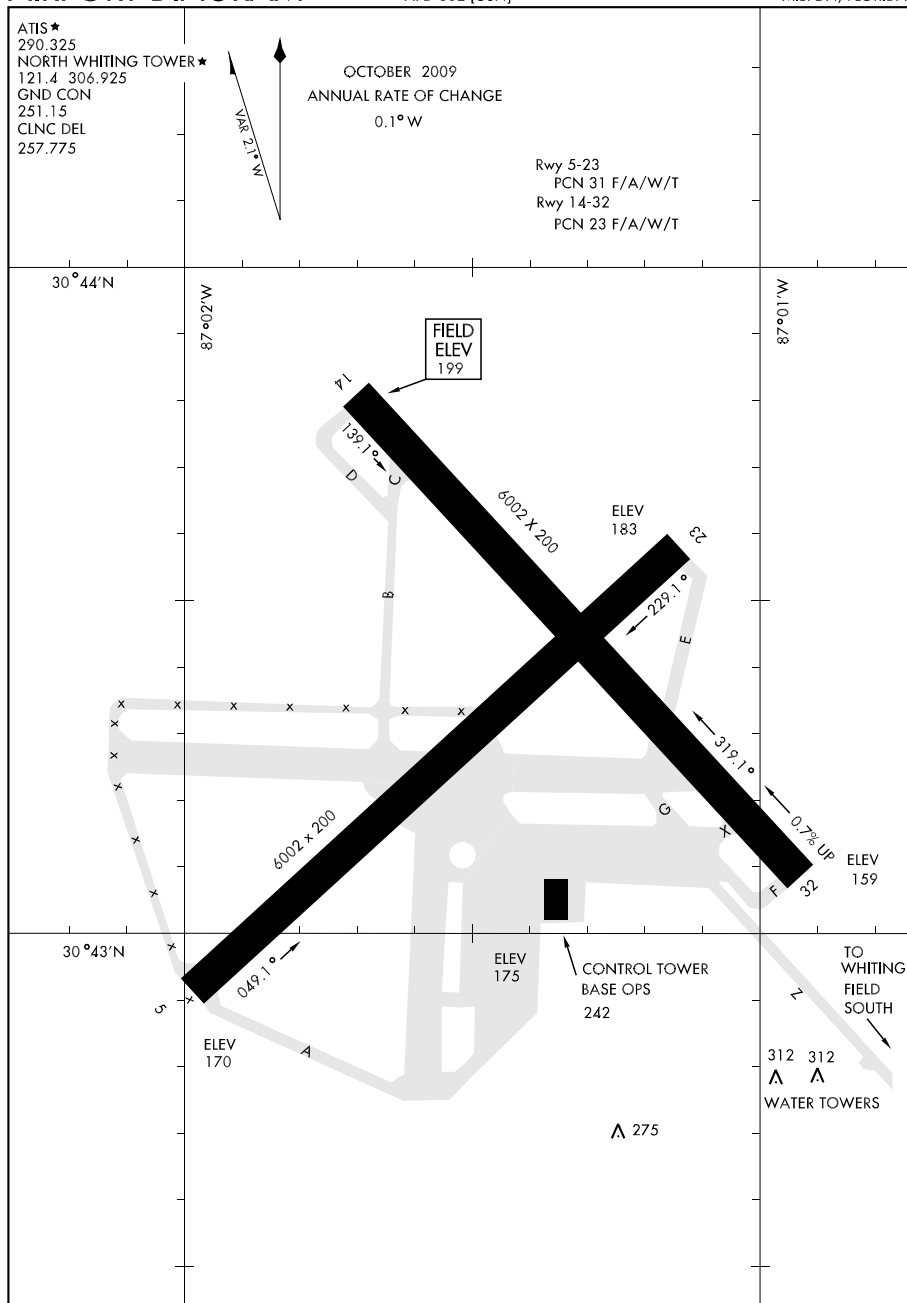 ATIS★
290.325
NORTH WHITING TOWER★
121.4 306.925
GND CON
251.15
CLNC DEL
257.775
VAR 2.1° W
OCTOBER 2009
ANNUAL RATE OF CHANGE
0.1° W
Rwy 5-23
PCN 31 F/A/W/T
Rwy 14-32
PCN 23 F/A/W/T
30°44'N
87°02'W
87°01'W
FIELD
ELEV
199
14
139.1°
D
C
6002 X 200
ELEV
183
23
229.1°
B
E
x x x x x x x
x
x
x
x
x
x
x
319.1°
G
X
0.7% UP
6002 X 200
ELEV
159
F
32
30°43'N
049.1°
ELEV
175
CONTROL TOWER
BASE OPS
242
TO
WHITING
FIELD
SOUTH
Z
5
ELEV
170
A
312 312
WATER TOWERS
275